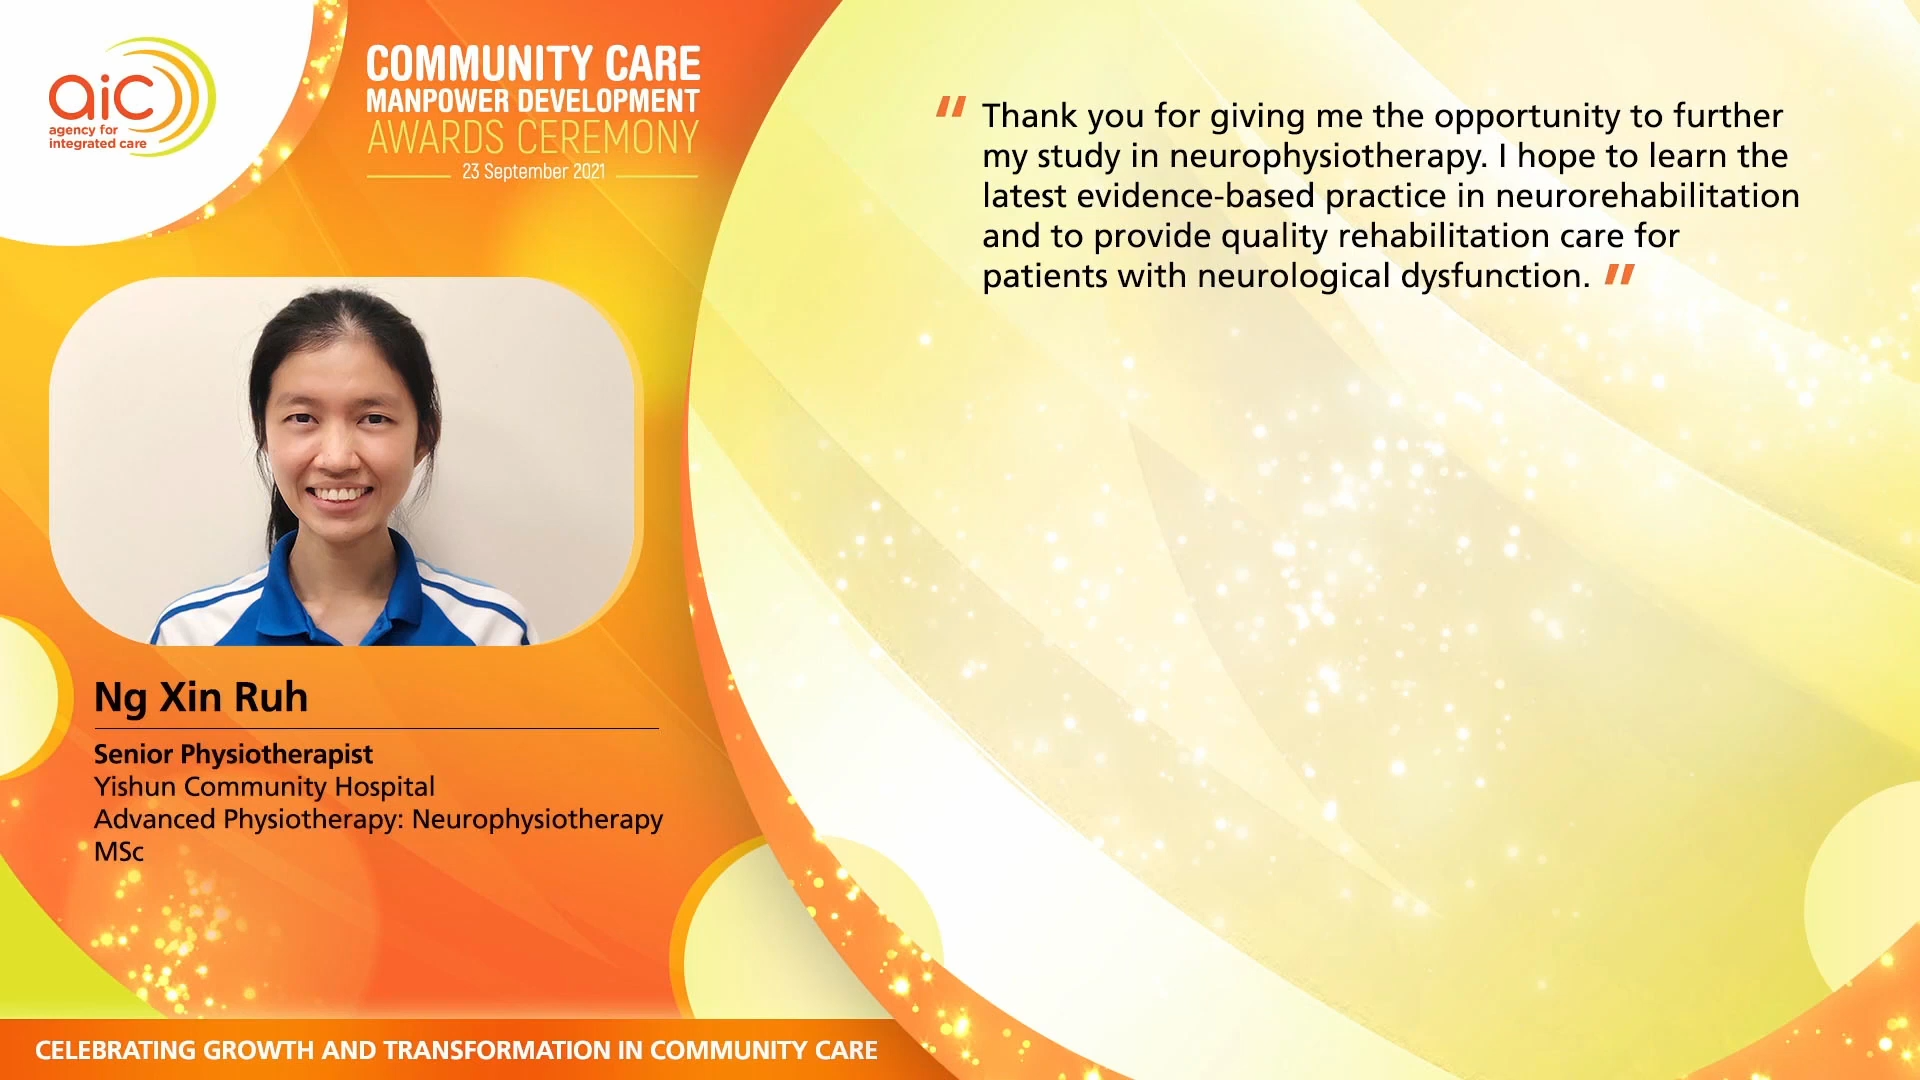 aic
agency for
integrated care
COMMUNITY CARE
MANPOWER DEVELOPMENT
AWARDS CEREMONY
23 September 2021
Ng Xin Ruh
Senior Physiotherapist
Yishun Community Hospital
Advanced Physiotherapy: Neurophysiotherapy
MSc
"Thank you for giving me the opportunity to further
my study in neurophysiotherapy. I hope to learn the
latest evidence-based practice in neurorehabilitation
and to provide quality rehabilitation care for
patients with neurological dysfunction."
CELEBRATING GROWTH AND TRANSFORMATION IN COMMUNITY CARE